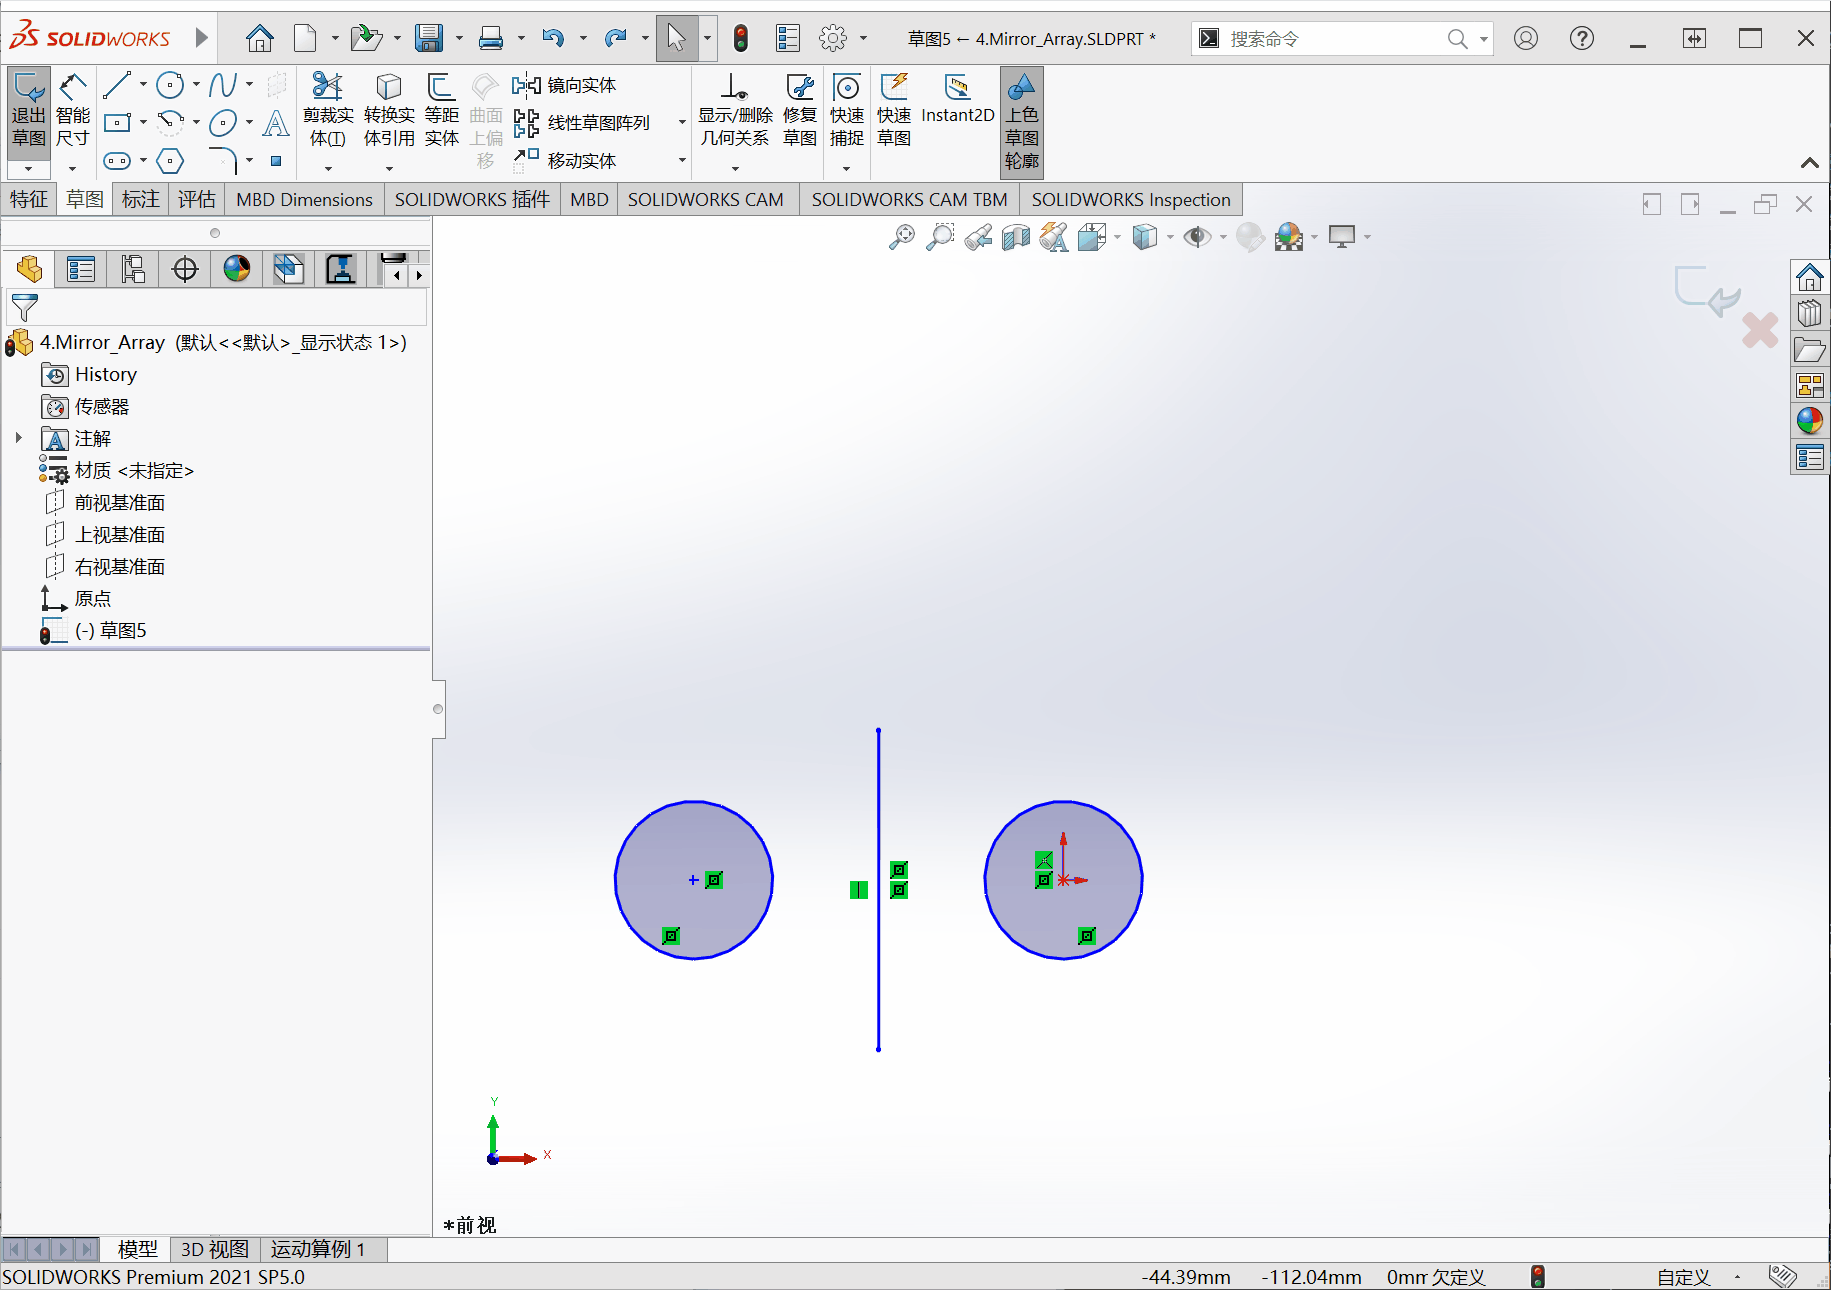 SOLIDWORKS
草图5 ← 4.Mirror_Array.SLDPRT *
搜索命令
退出草图
智能尺寸
剪裁实体(T)
转换实体引用
等距实体
曲面上偏移
镜向实体
线性草图阵列
移动实体
显示/删除几何关系
修复草图
快速捕捉
快速草图
Instant2D
上色草图轮廓
特征 草图 标注 评估 MBD Dimensions SOLIDWORKS 插件 MBD SOLIDWORKS CAM SOLIDWORKS CAM TBM SOLIDWORKS Inspection
4.Mirror_Array (默认<<默认>_显示状态 1>)
History
传感器
注解
材质 <未指定>
前视基准面
上视基准面
右视基准面
原点
(-) 草图5
Y
X
*前视
模型 3D 视图 运动算例 1
SOLIDWORKS Premium 2021 SP5.0 -44.39mm -112.04mm 0mm 欠定义 自定义